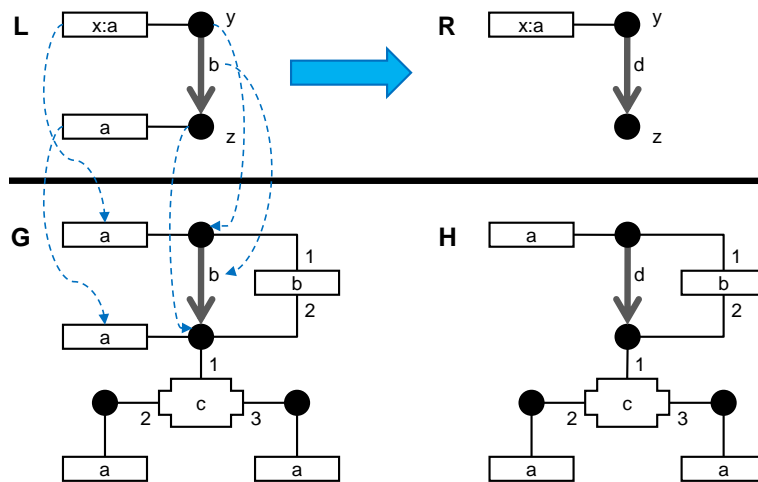 L x:a y R x:a y
b d
a z z
G a H a
1 1
b b d b
2 2
a
1 1
c c
2 3 2 3
a a a a